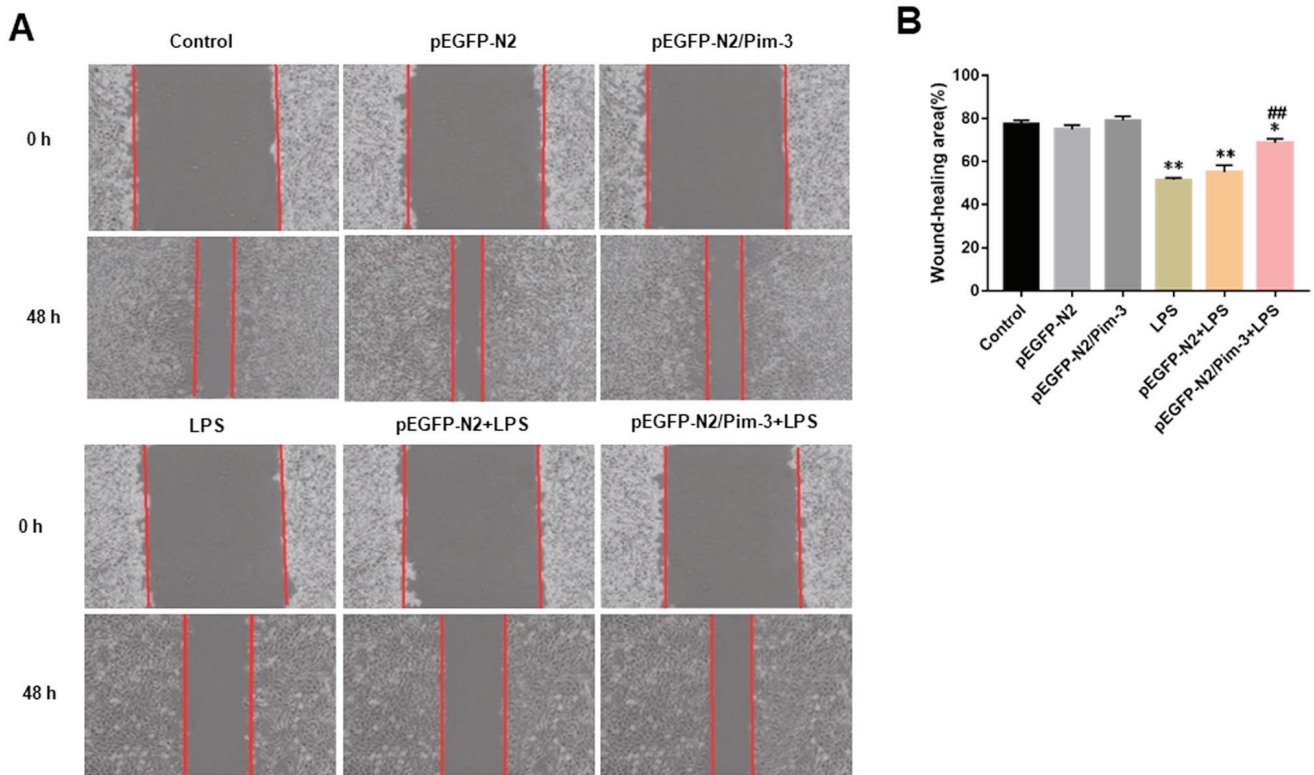 A
Control
pEGFP-N2
pEGFP-N2/Pim-3
0 h
48 h
LPS
pEGFP-N2+LPS
pEGFP-N2/Pim-3+LPS
0 h
48 h
B
Wound-healing area(%)
100
80
60
40
20
0
**
**
##
*
Control
pEGFP-N2
pEGFP-N2/Pim-3
LPS
pEGFP-N2+LPS
pEGFP-N2/Pim-3+LPS